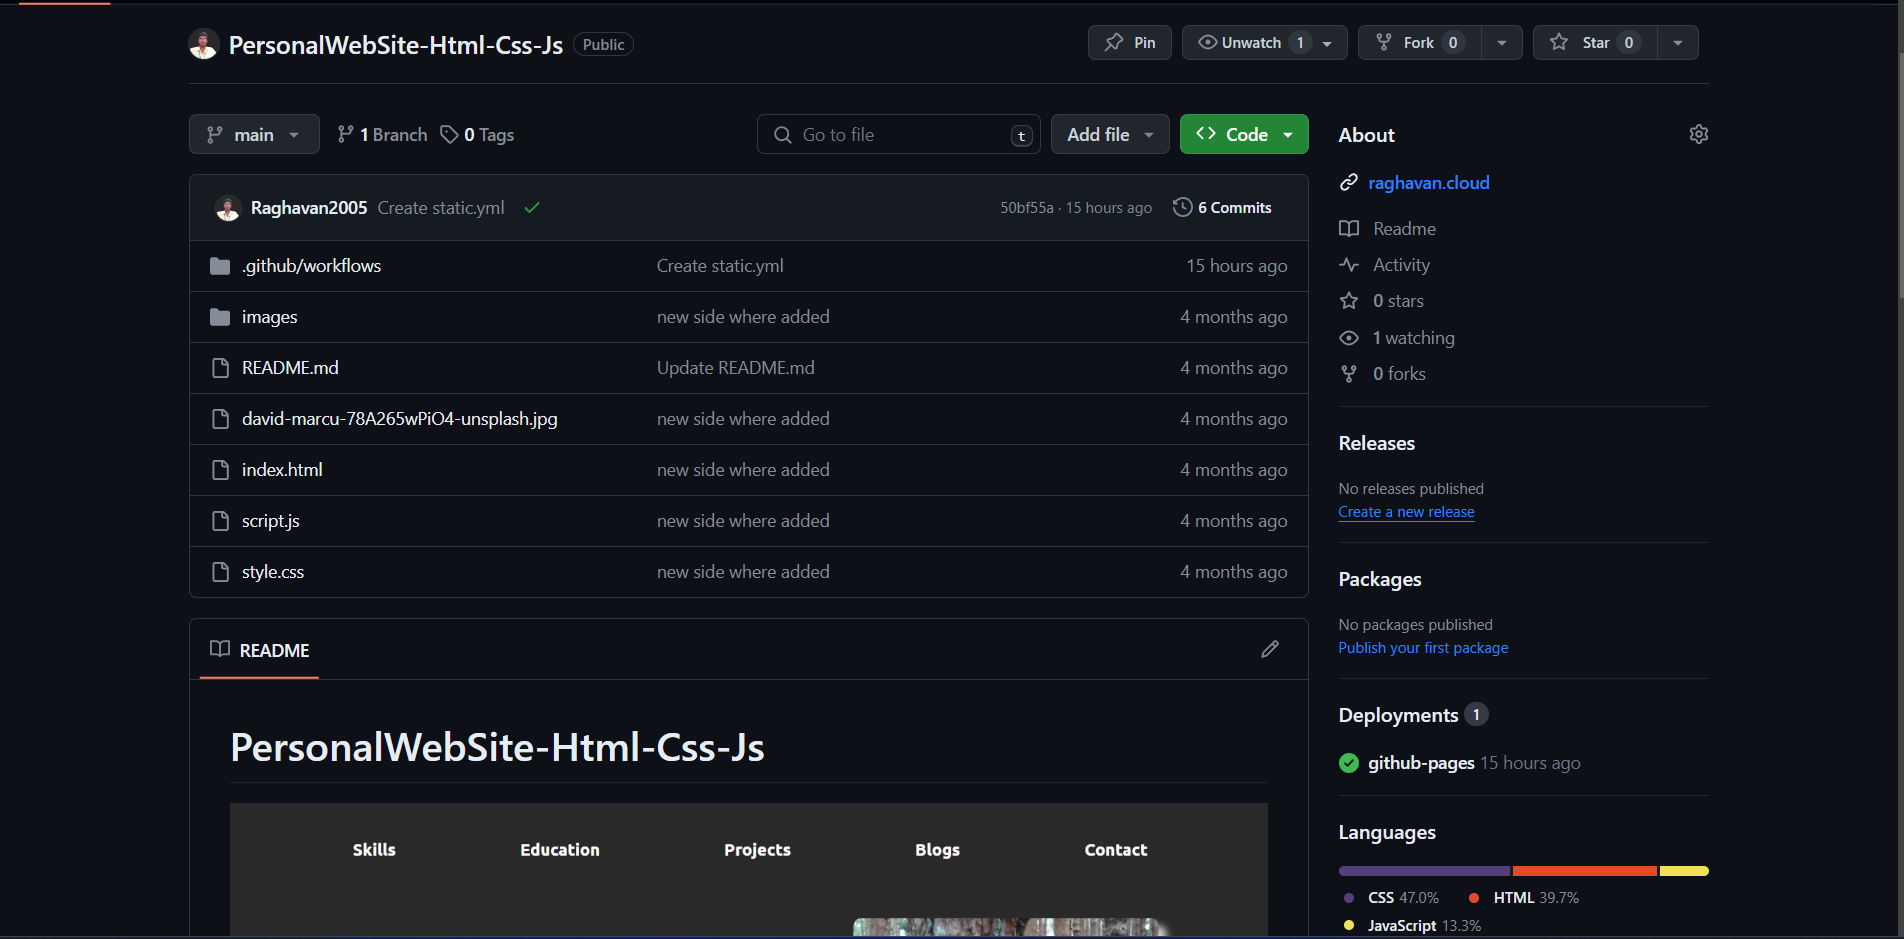 PersonalWebSite-Html-Css-Js Public
Pin
Unwatch 1
Fork 0
Star 0
main
1 Branch
0 Tags
Go to file
t
Add file
Code
Raghavan2005 Create static.yml
50bf55a · 15 hours ago
6 Commits
.github/workflows Create static.yml 15 hours ago
images new side where added 4 months ago
README.md Update README.md 4 months ago
david-marcu-78A265wPiO4-unsplash.jpg new side where added 4 months ago
index.html new side where added 4 months ago
script.js new side where added 4 months ago
style.css new side where added 4 months ago
README
PersonalWebSite-Html-Css-Js
Skills Education Projects Blogs Contact
About
raghavan.cloud
Readme
Activity
0 stars
1 watching
0 forks
Releases
No releases published
Create a new release
Packages
No packages published
Publish your first package
Deployments 1
github-pages 15 hours ago
Languages
CSS 47.0% HTML 39.7%
JavaScript 13.3%